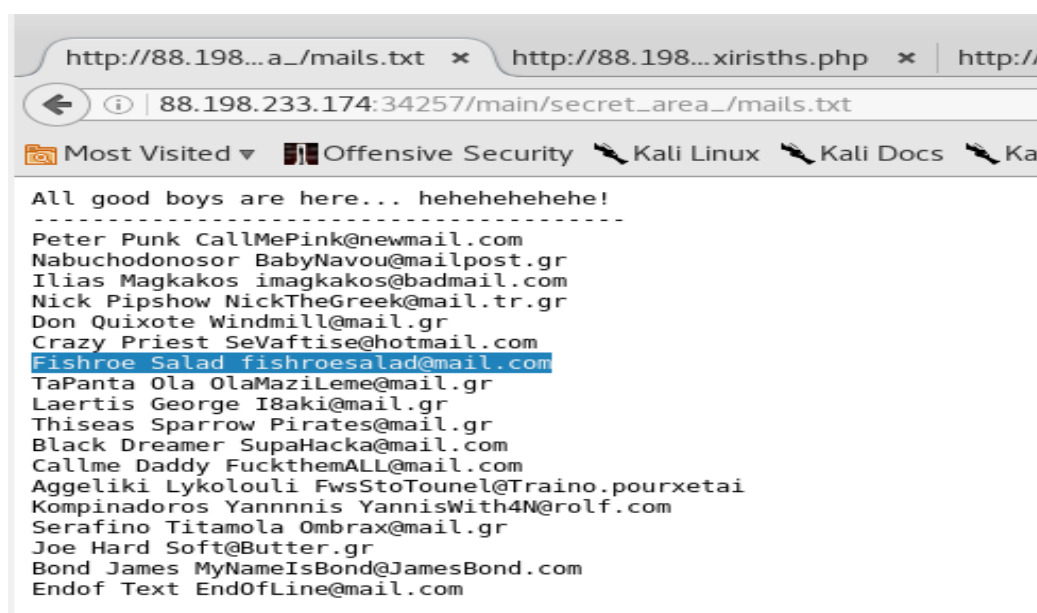 http://88.198...a_/mails.txt × http://88.198...xirisths.php × http://
88.198.233.174:34257/main/secret_area_/mails.txt
Most Visited Offensive Security Kali Linux Kali Docs Ka
All good boys are here... hehehehehehe!
----------------------------------------
Peter Punk CallMePink@newmail.com
Nabuchodonosor BabyNavou@mailpost.gr
Ilias Magkakos imagkakos@badmail.com
Nick Pipshow NickTheGreek@mail.tr.gr
Don Quixote Windmill@mail.gr
Crazy Priest SeVaftise@hotmail.com
Fishroe Salad fishroesalad@mail.com
TaPanta Ola OlaMaziLeme@mail.gr
Laertis George I8aki@mail.gr
Thiseas Sparrow Pirates@mail.gr
Black Dreamer SupaHacka@mail.com
Callme Daddy FuckthemALL@mail.com
Aggeliki Lykolouli FwsStoTounel@Traino.pourxetai
Kompinadoros Yannnnis YannisWith4N@rolf.com
Serafino Titamola Ombrax@mail.gr
Joe Hard Soft@Butter.gr
Bond James MyNameIsBond@JamesBond.com
Endof Text EndOfLine@mail.com